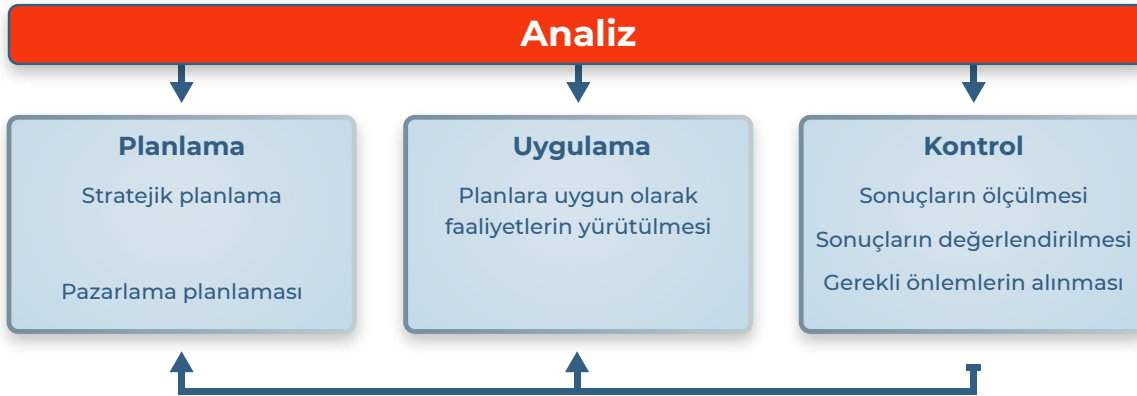 Analiz
Planlama
Stratejik planlama
Pazarlama planlaması
Uygulama
Planlara uygun olarak
faaliyetlerin yürütülmesi
Kontrol
Sonuçların ölçülmesi
Sonuçların değerlendirilmesi
Gerekli önlemlerin alınması